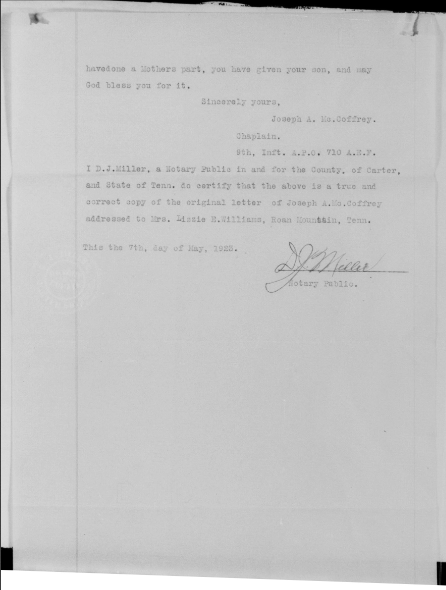 havedone a Mothers part, you have given your son, and may
God bless you for it.
Sincerely yours,
Joseph A. Mc.Coffrey.
Chaplain.
9th, Inft. A.P.O. 710 A.E.F.
I D.J.Miller, a Notary Public in and for the County, of Carter,
and State of Tenn. do certify that the above is a true and
correct copy of the original letter of Joseph A.Mc.Coffrey
addressed to Mrs. Lizzie N.Williams, Roan Mountain, Tenn.
This the 7th, day of May,
D J Miller
Notary Public.